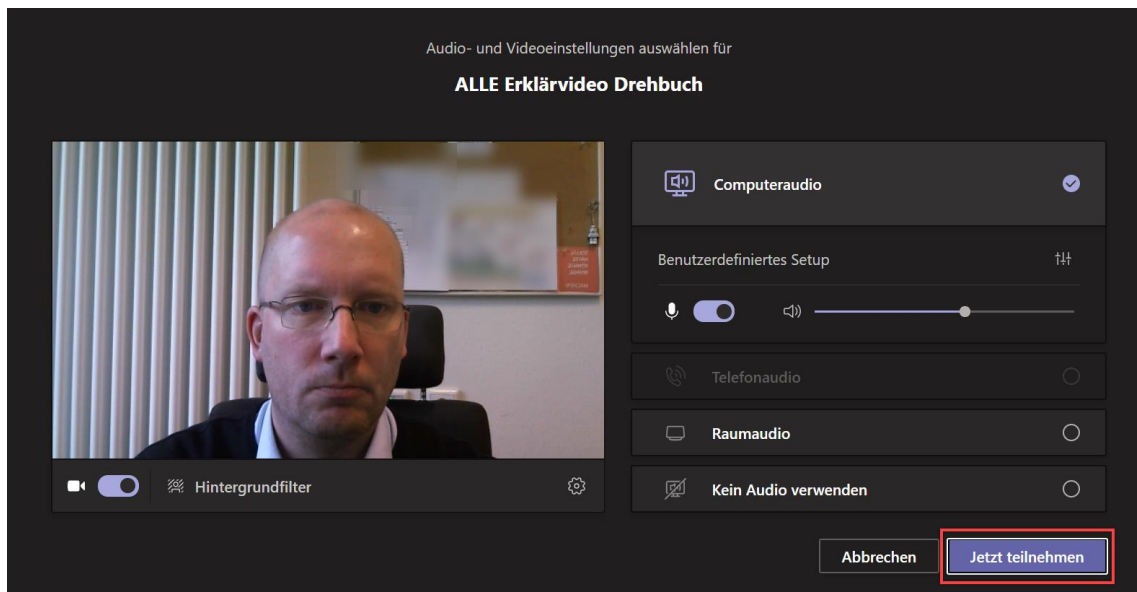 Audio- und Videoeinstellungen auswählen für
ALLE Erklärvideo Drehbuch
Computeraudio
Benutzerdefiniertes Setup
Telefonaudio
Raumaudio
Kein Audio verwenden
Hintergrundfilter
Abbrechen
Jetzt teilnehmen